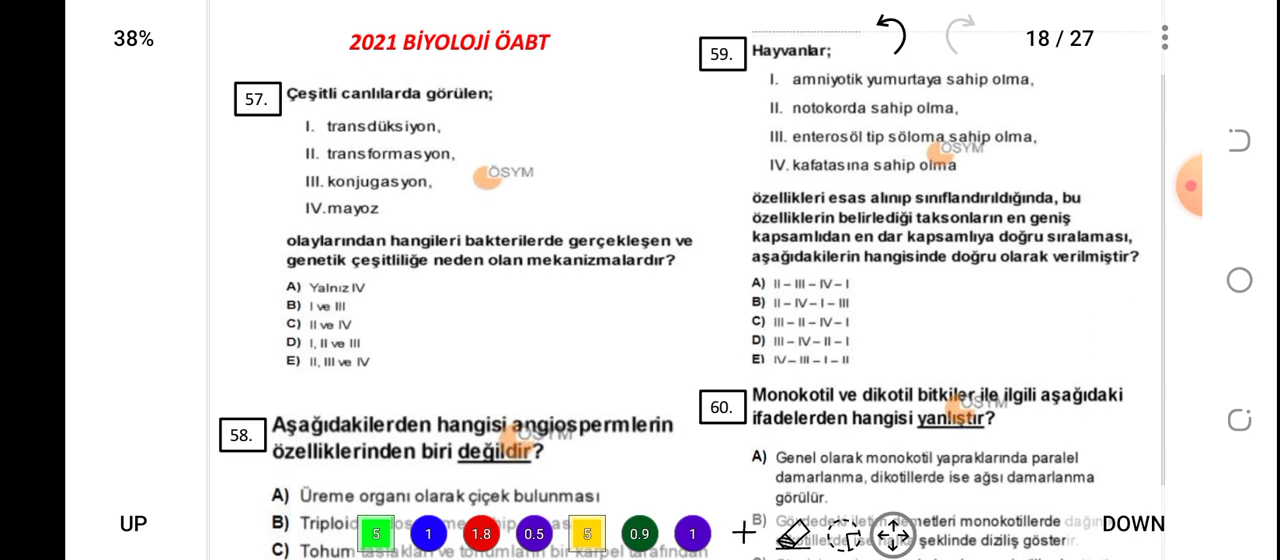 38%
2021 BİYOLOJİ ÖABT
18 / 27
57.
Çeşitli canlılarda görülen;
I. transdüksiyon,
II. transformasyon,
III. konjugasyon,
IV.mayoz
ÖSYM
olaylarından hangileri bakterilerde gerçekleşen ve
genetik çeşitliliğe neden olan mekanizmalardır?
A) Yalnız IV
B) I ve III
C) II ve IV
D) I, II ve III
E) II, III ve IV
58.
Aşağıdakilerden hangisi angiospermlerin
özelliklerinden biri değildir?
ÖSYM
A) Üreme organı olarak çiçek bulunması
B) Triploid
C) Tohum taslakları ve tohumların bir karpel tarafından
59.
Hayvanlar;
I. amniyotik yumurtaya sahip olma,
II. notokorda sahip olma,
III. enterosöl tip söloma sahip olma,
IV. kafatasına sahip olma
ÖSYM
özellikleri esas alınıp sınıflandırıldığında, bu
özelliklerin belirlediği taksonların en geniş
kapsamlıdan en dar kapsamlıya doğru sıralaması,
aşağıdakilerin hangisinde doğru olarak verilmiştir?
A) II – III – IV – I
B) II – IV – I – III
C) III – II – IV – I
D) III – IV – II – I
E) IV – III – I – II
60.
Monokotil ve dikotil bitkiler ile ilgili aşağıdaki
ifadelerden hangisi yanlıştır?
ÖSYM
A) Genel olarak monokotil yapraklarında paralel
damarlanma, dikotillerde ise ağsı damarlanma
görülür.
B) Gövdedeki iletim demetleri monokotillerde dağın
şeklinde diziliş gösterir.
UP
5
1
1.8
0.5
5
0.9
1
DOWN